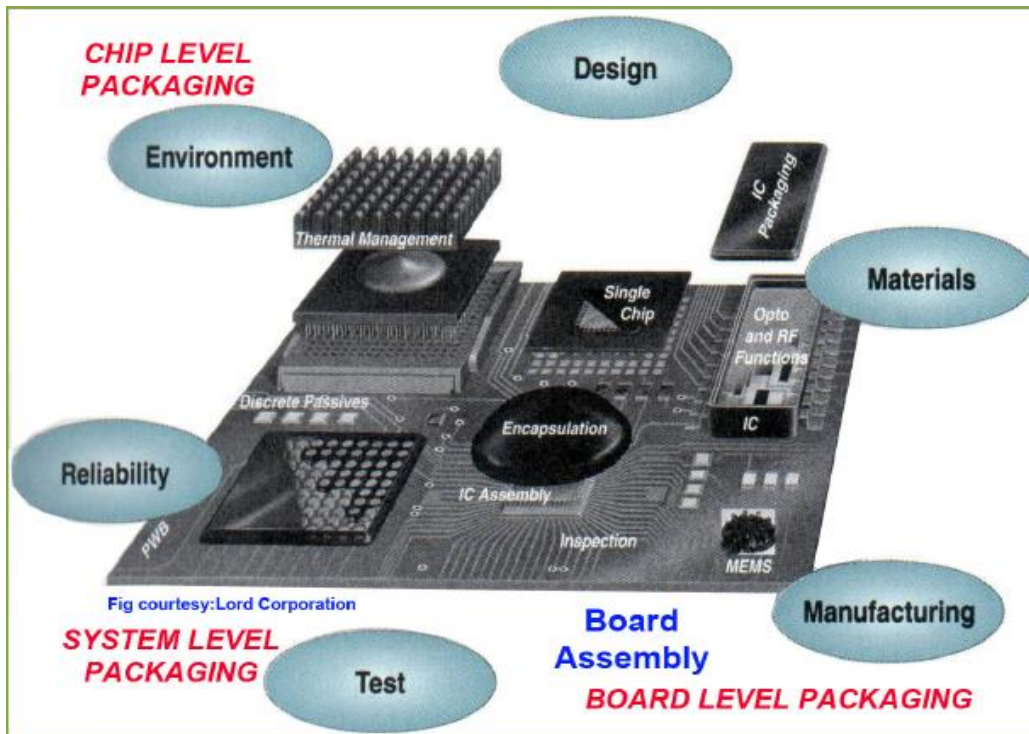 CHIP LEVEL
PACKAGING
Design
Environment
IC
Packaging
Thermal Management
Materials
Single
Chip
Opto
and RF
Functions
Discrete Passives
Encapsulation
IC
Reliability
IC Assembly
PWB
Inspection
MEMS
Fig courtesy:Lord Corporation
Manufacturing
Board
Assembly
SYSTEM LEVEL
PACKAGING
Test
BOARD LEVEL PACKAGING